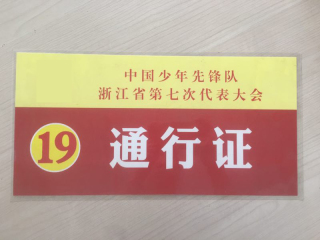 中国少年先锋队
浙江省第七次代表大会
19 通行证